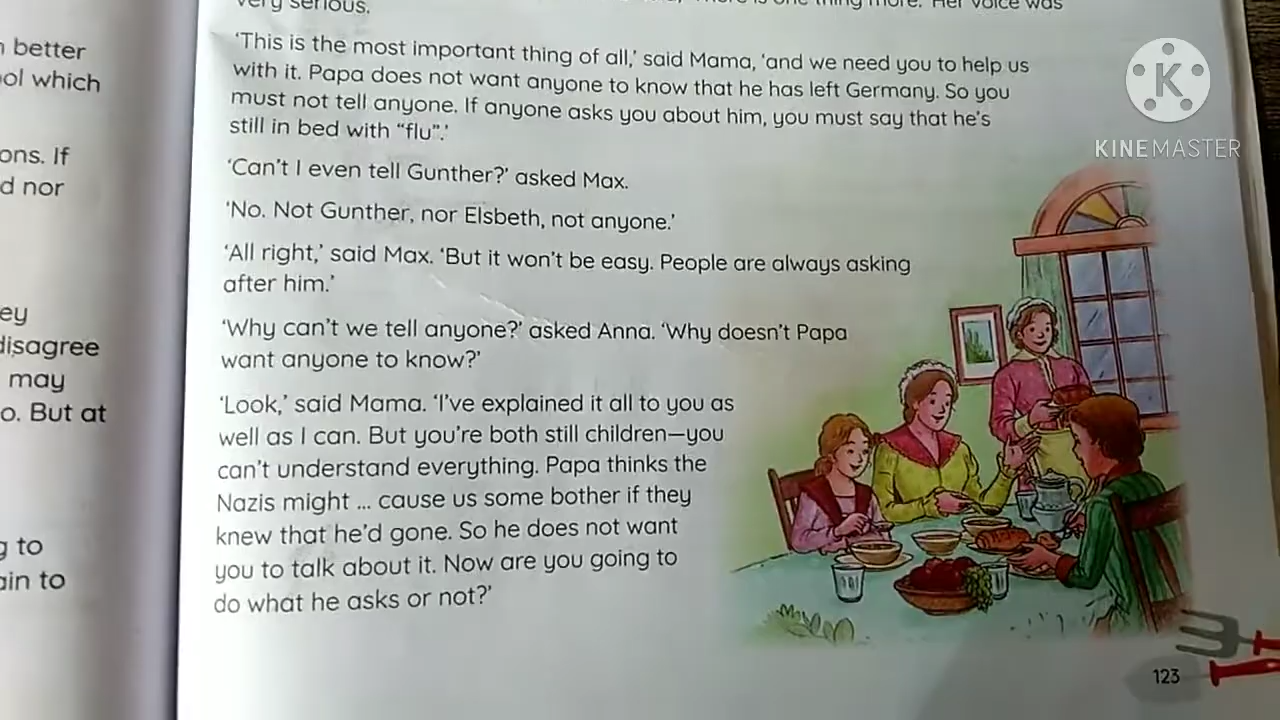 better
ol which
ons. If
d nor
ey
disagree
may
o. But at
g to
ain to
thing more. Her voice was
very serious.
‘This is the most important thing of all,’ said Mama, ‘and we need you to help us
with it. Papa does not want anyone to know that he has left Germany. So you
must not tell anyone. If anyone asks you about him, you must say that he’s
still in bed with “flu”.’
‘Can’t I even tell Gunther?’ asked Max.
‘No. Not Gunther, nor Elsbeth, not anyone.’
‘All right,’ said Max. ‘But it won’t be easy. People are always asking
after him.’
‘Why can’t we tell anyone?’ asked Anna. ‘Why doesn’t Papa
want anyone to know?’
‘Look,’ said Mama. ‘I’ve explained it all to you as
well as I can. But you’re both still children—you
can’t understand everything. Papa thinks the
Nazis might ... cause us some bother if they
knew that he’d gone. So he does not want
you to talk about it. Now are you going to
do what he asks or not?’
123
K
KINEMASTER